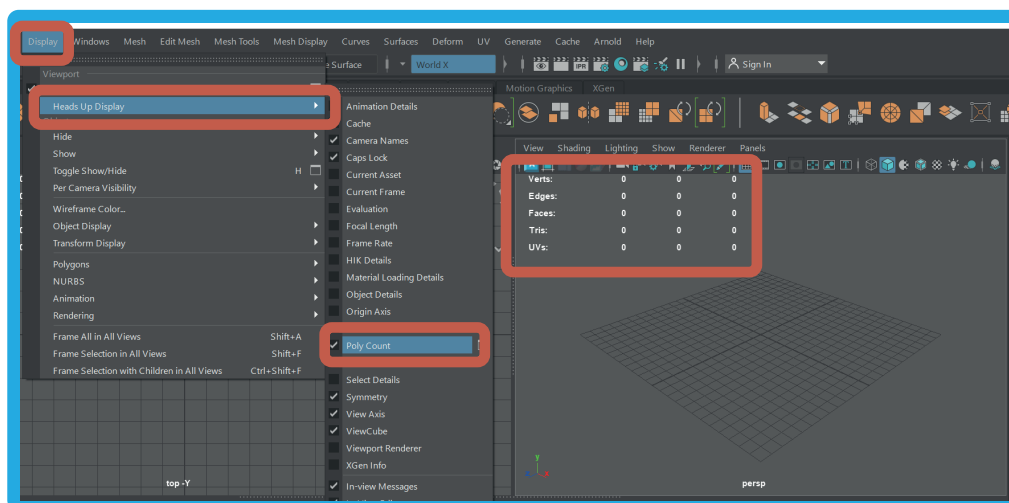 Display Windows Mesh Edit Mesh Mesh Tools Mesh Display Curves Surfaces Deform UV Generate Cache Arnold Help
Surface World X IPR Sign In
Viewport
Motion Graphics XGen
Heads Up Display
Hide
Show
Toggle Show/Hide H
Per Camera Visibility
Wireframe Color...
Object Display
Transform Display
Polygons
NURBS
Animation
Rendering
Frame All in All Views Shift+A
Frame Selection in All Views Shift+F
Frame Selection with Children in All Views Ctrl+Shift+F
Animation Details
Cache
Camera Names
Caps Lock
Current Asset
Current Frame
Evaluation
Focal Length
Frame Rate
HIK Details
Material Loading Details
Object Details
Origin Axis
Poly Count
Select Details
Symmetry
View Axis
ViewCube
Viewport Renderer
XGen Info
In-view Messages
View Shading Lighting Show Renderer Panels
Verts: 0 0 0
Edges: 0 0 0
Faces: 0 0 0
Tris: 0 0 0
UVs: 0 0 0
y
top -Y
persp